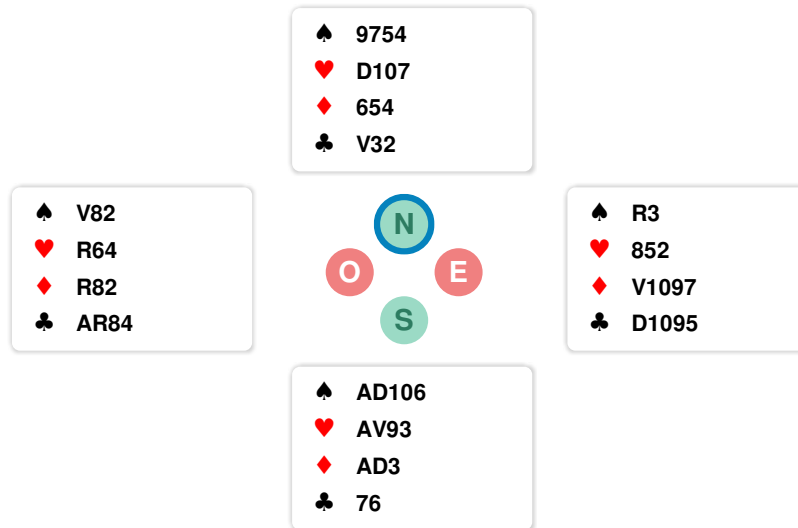 ♠ 9754
♥ D107
♦ 654
♣ V32
♠ V82
♥ R64
♦ R82
♣ AR84
N
O E
S
♠ R3
♥ 852
♦ V1097
♣ D1095
♠ AD106
♥ AV93
♦ AD3
♣ 76